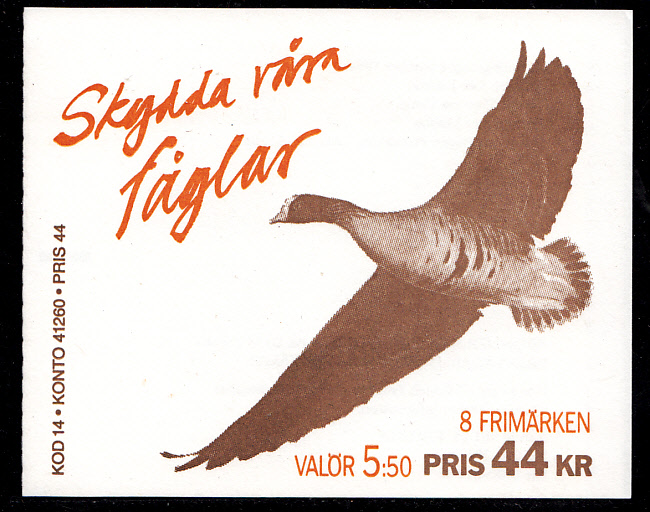 Skydda våra
fåglar
KOD 14 • KONTO 41260 • PRIS 44
8 FRIMÄRKEN
VALÖR 5:50 PRIS 44 KR